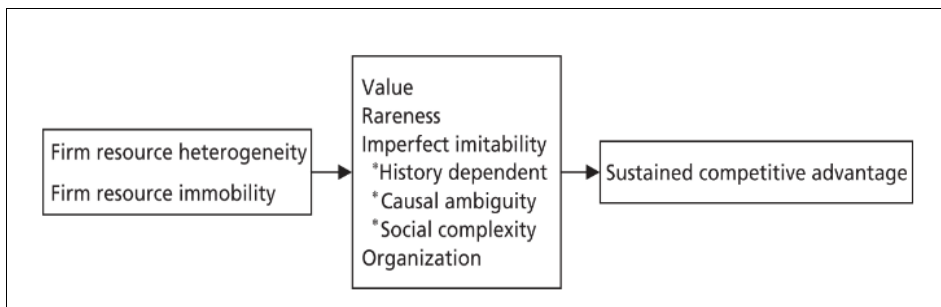 Firm resource heterogeneity
Firm resource immobility
Value
Rareness
Imperfect imitability
*History dependent
*Causal ambiguity
*Social complexity
Organization
Sustained competitive advantage